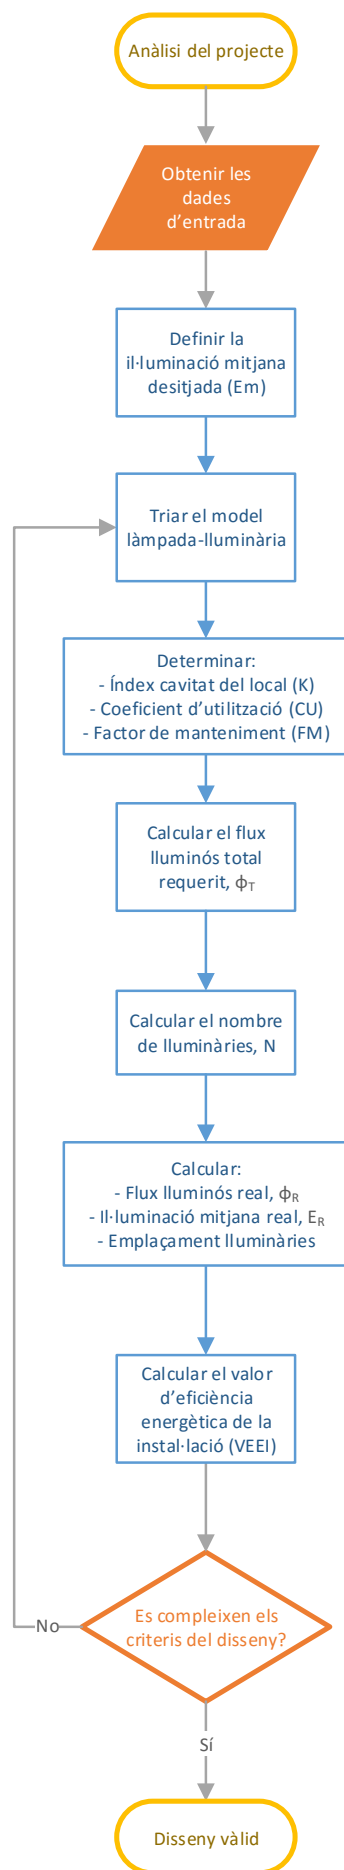 Anàlisi del projecte
Obtenir les
dades
d'entrada
Definir la
il·luminació mitjana
desitjada (Em)
Triar el model
làmpada-lluminària
Determinar:
- Índex cavitat del local (K)
- Coeficient d'utilització (CU)
- Factor de manteniment (FM)
Calcular el flux
lluminós total
requerit, ϕT
Calcular el nombre
de lluminàries, N
Calcular:
- Flux lluminós real, ϕR
- Il·luminació mitjana real, ER
- Emplaçament lluminàries
Calcular el valor
d'eficiència
energètica de la
instal·lació (VEEI)
Es compleixen els
criteris del disseny?
No
Sí
Disseny vàlid